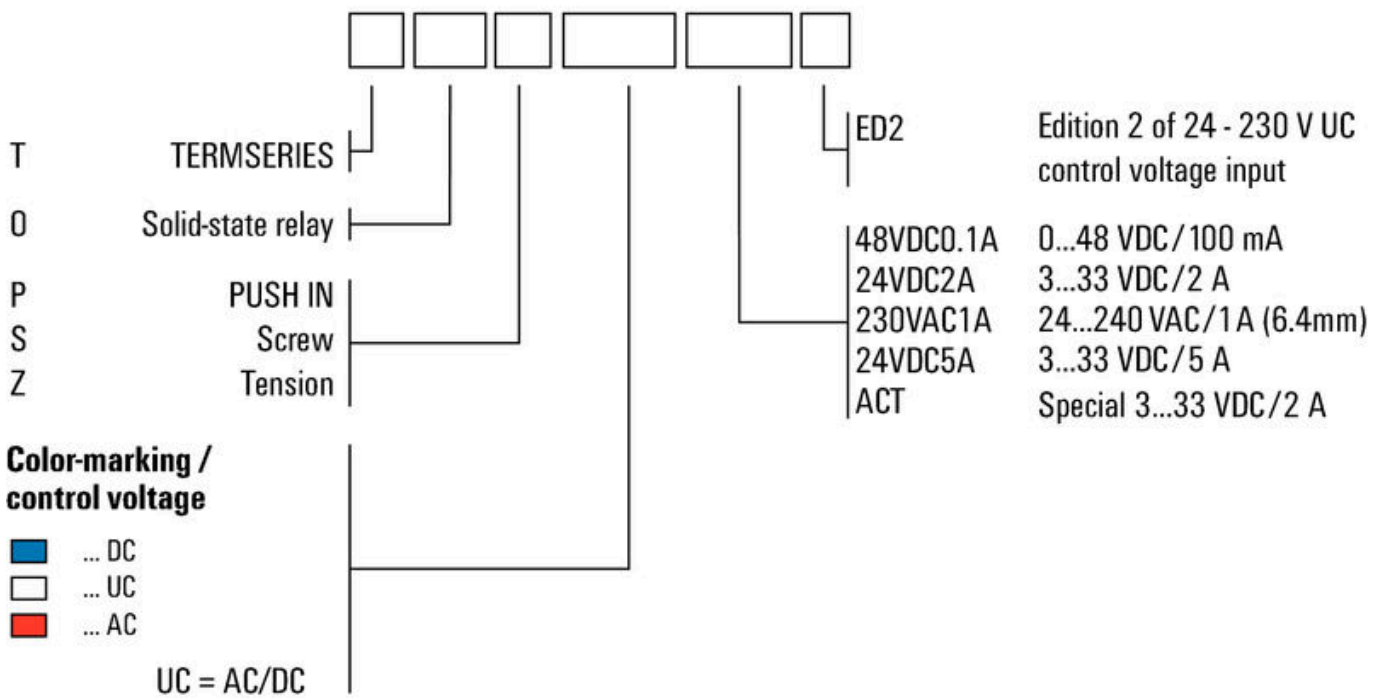 T TERMSERIES
O Solid-state relay
P PUSH IN
S Screw
Z Tension
Color-marking /
control voltage
... DC
... UC
... AC
UC = AC/DC
ED2 Edition 2 of 24 - 230 V UC
control voltage input
48VDC0.1A 0...48 VDC/100 mA
24VDC2A 3...33 VDC/2 A
230VAC1A 24...240 VAC/1A (6.4mm)
24VDC5A 3...33 VDC/5 A
ACT Special 3...33 VDC/2 A